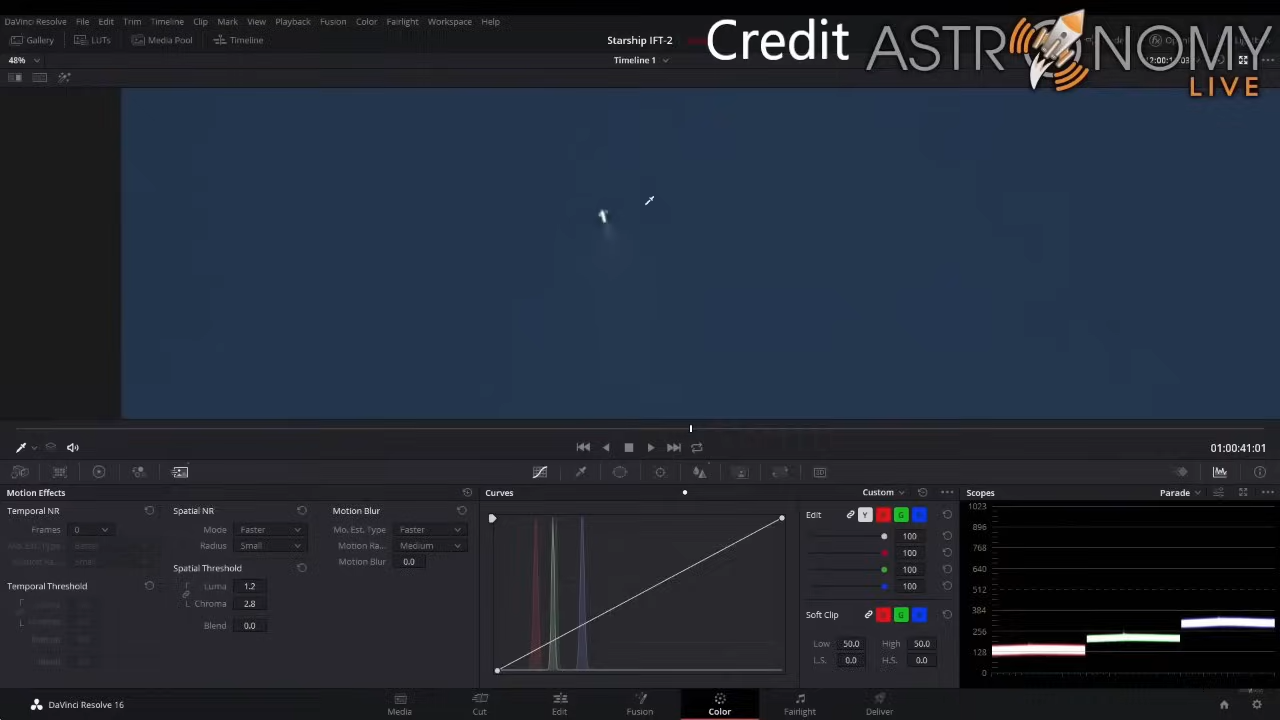 DaVinci Resolve File Edit Trim Timeline Clip Mark View Playback Fusion Color Fairlight Workspace Help
Credit ASTRONOMY
LIVE
Gallery LUTs Media Pool Timeline Starship IFT-2
48% Timeline 1
01:00:41:01
Motion Effects Curves Custom Scopes Parade
Temporal NR Spatial NR Motion Blur
Frames 0 Mode Faster Mo. Est. Type Faster
Mo. Est. Type Better Radius Small Motion Ra... Medium
Spatial Threshold Motion Blur 0.0
Temporal Threshold Luma 1.2
Chroma 2.8
Blend 0.0
Edit Y
100
100
100
100
Soft Clip
Low 50.0 High 50.0
L.S. 0.0 H.S. 0.0
1023
896
768
640
512
384
256
128
0
DaVinci Resolve 16 Media Cut Edit Fusion Color Fairlight Deliver